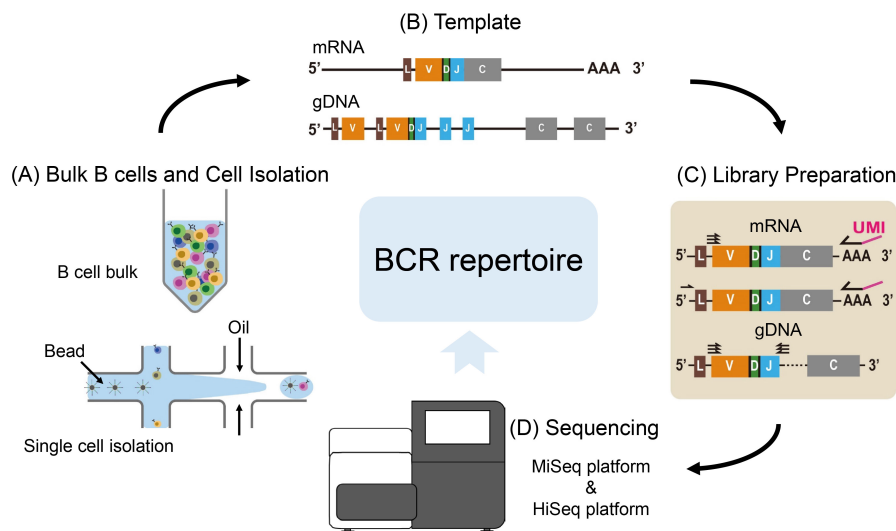 (B) Template
mRNA
5’ L V D J C AAA 3’
gDNA
5’ L V L V D J J J C C 3’
(A) Bulk B cells and Cell Isolation
B cell bulk
Oil
Bead
Single cell isolation
BCR repertoire
(C) Library Preparation
mRNA
UMI
5’ L V D J C AAA 3’
5’ L V D J C AAA 3’
gDNA
5’ L V D J C 3’
(D) Sequencing
MiSeq platform
&
HiSeq platform